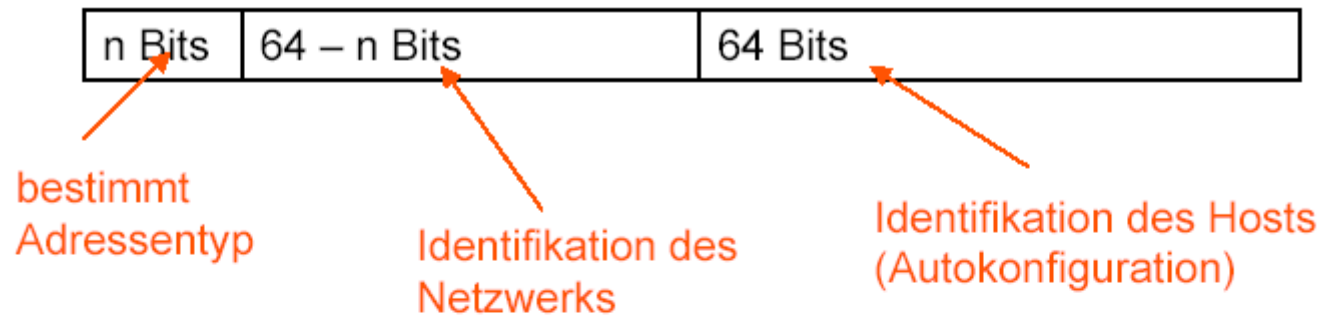 n Bits
64 – n Bits
64 Bits
bestimmt
Adressentyp
Identifikation des
Netzwerks
Identifikation des Hosts
(Autokonfiguration)